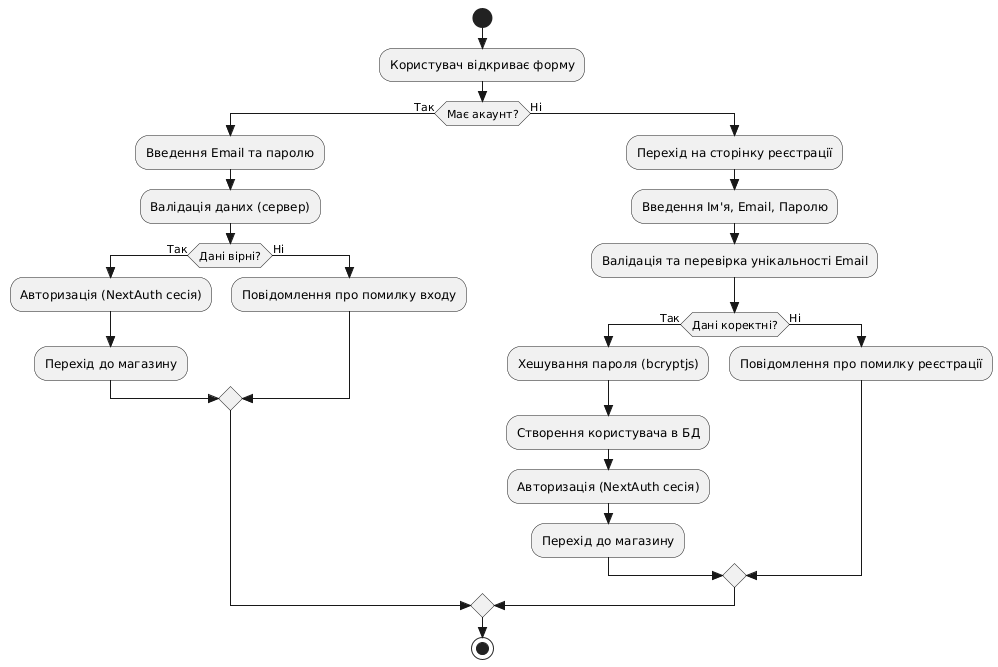 Користувач відкриває форму
Так
Має акаунт?
Ні
Введення Email та паролю
Валідація даних (сервер)
Так
Дані вірні?
Ні
Авторизація (NextAuth сесія)
Перехід до магазину
Повідомлення про помилку входу
Перехід на сторінку реєстрації
Введення Ім'я, Email, Паролю
Валідація та перевірка унікальності Email
Так
Дані коректні?
Ні
Хешування пароля (bcryptjs)
Створення користувача в БД
Авторизація (NextAuth сесія)
Перехід до магазину
Повідомлення про помилку реєстрації